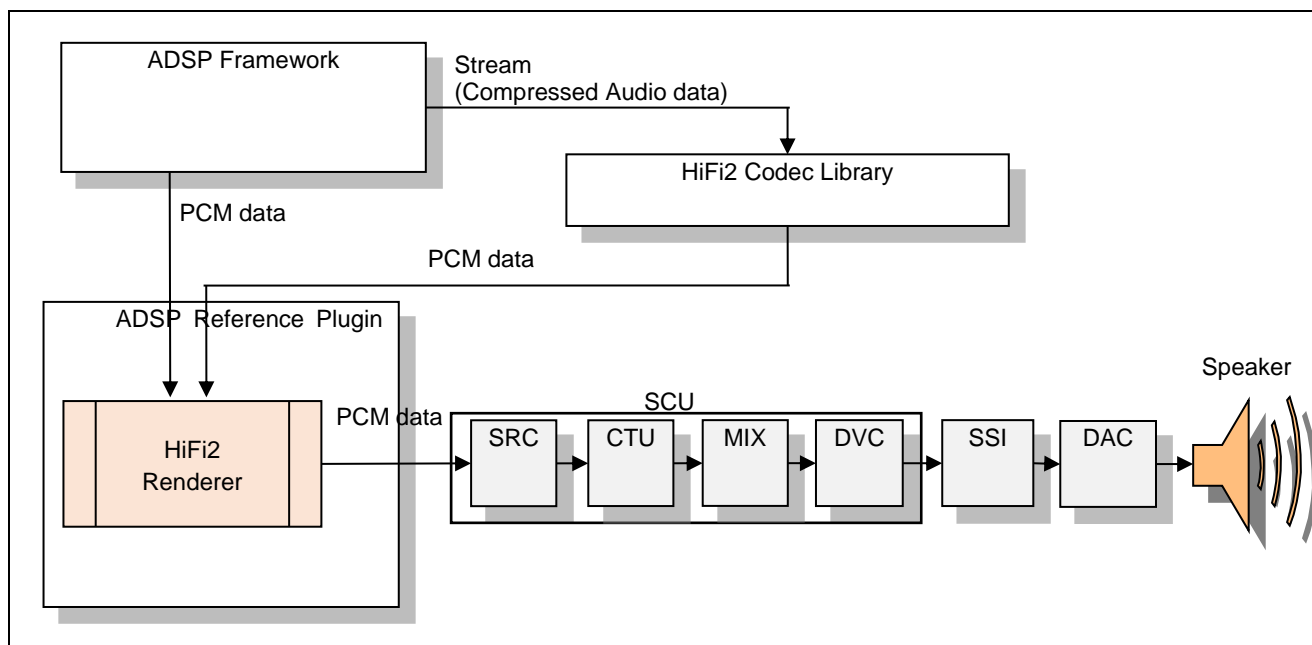 ADSP Framework
Stream
(Compressed Audio data)
HiFi2 Codec Library
PCM data
PCM data
ADSP Reference Plugin
Speaker
PCM data
SCU
HiFi2
Renderer
SRC
CTU
MIX
DVC
SSI
DAC